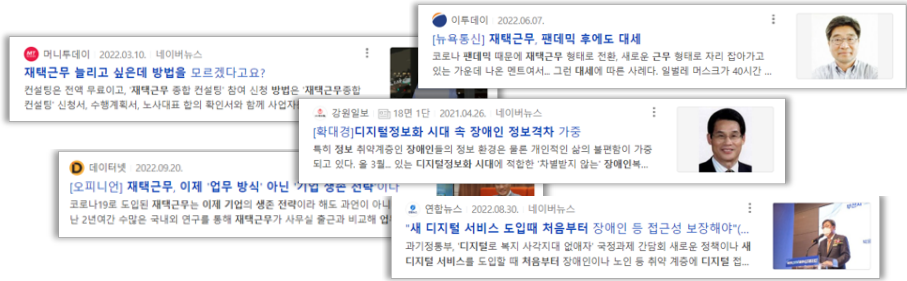 머니투데이 2022.03.10. 네이버뉴스
재택근무 늘리고 싶은데 방법을 모르겠다고요?
컨설팅은 전액 무료이고, '재택근무 종합 컨설팅' 참여 신청 방법은 '재택근무종합
컨설팅' 신청서, 수행계획서, 노사대표 합의 확인서와 함께 사업자
이투데이 2022.06.07.
[뉴욕통신] 재택근무, 팬데믹 후에도 대세
코로나 팬데믹 때문에 재택근무 형태로 전환, 새로운 근무 형태로 자리 잡아가고
있는 가운데 나온 멘트여서... 그런 대세에 따른 사례다. 일벌레 머스크가 40시간 ...
강원일보 18면 1단 2021.04.26. 네이버뉴스
[확대경]디지털정보화 시대 속 장애인 정보격차 가중
특히 정보 취약계층인 장애인들의 정보 환경은 물론 개인적인 삶의 불편함이 가중
되고 있다. 올 3월... 있는 디지털정보화 시대에 적합한 '차별받지 않는' 장애인복...
데이터넷 2022.09.20.
[오피니언] 재택근무, 이제 '업무 방식' 아닌 '기업 생존 전략'이다
코로나19로 도입된 재택근무는 이제 기업의 생존 전략이라 해도 과언이 아니
난 2년여간 수많은 국내외 연구를 통해 재택근무가 사무실 출근과 비교해 업
연합뉴스 2022.08.30. 네이버뉴스
"새 디지털 서비스 도입때 처음부터 장애인 등 접근성 보장해야"(...
과기정통부, '디지털로 복지 사각지대 없애자' 국정과제 간담회 새로운 정책이나 새
디지털 서비스를 도입할 때 처음부터 장애인이나 노인 등 취약 계층에 디지털 접...